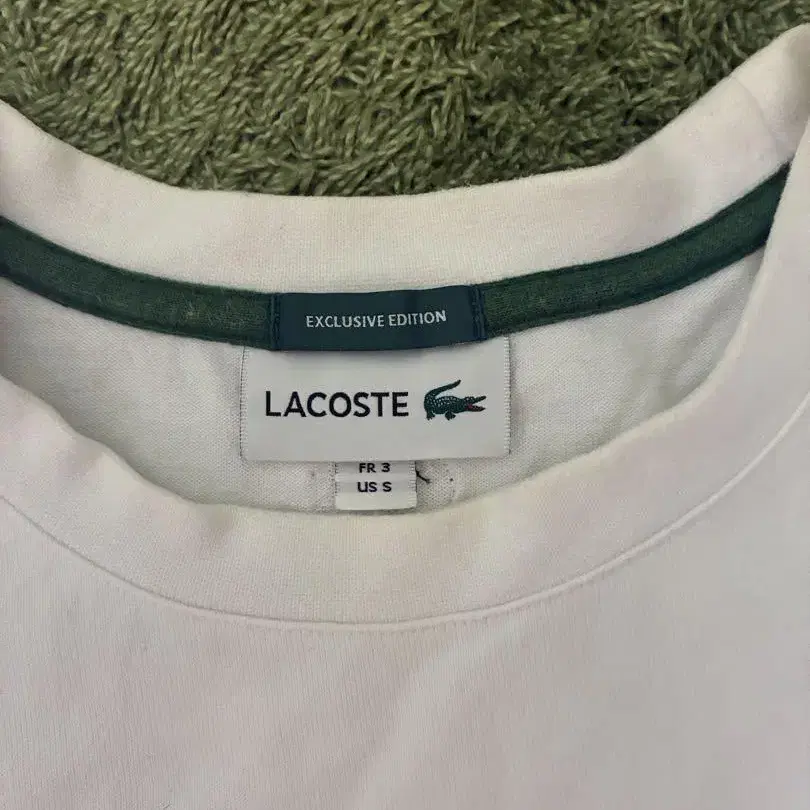 EXCLUSIVE EDITION
LACOSTE
FR 3
US S